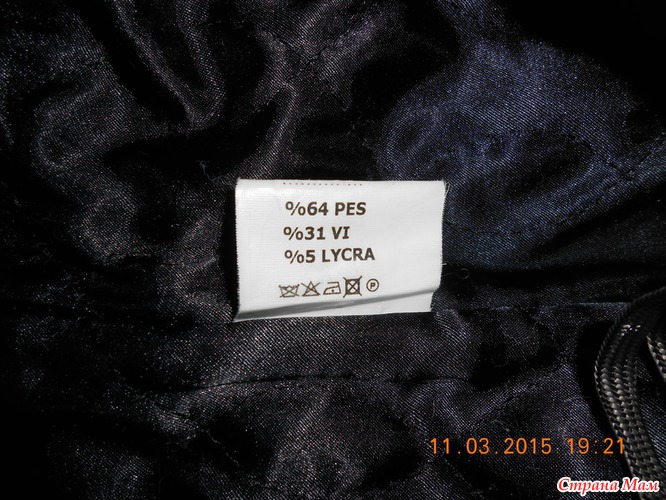 %64 PES
%31 VI
%5 LYCRA
P
11.03.2015 19:21
Страна Мам